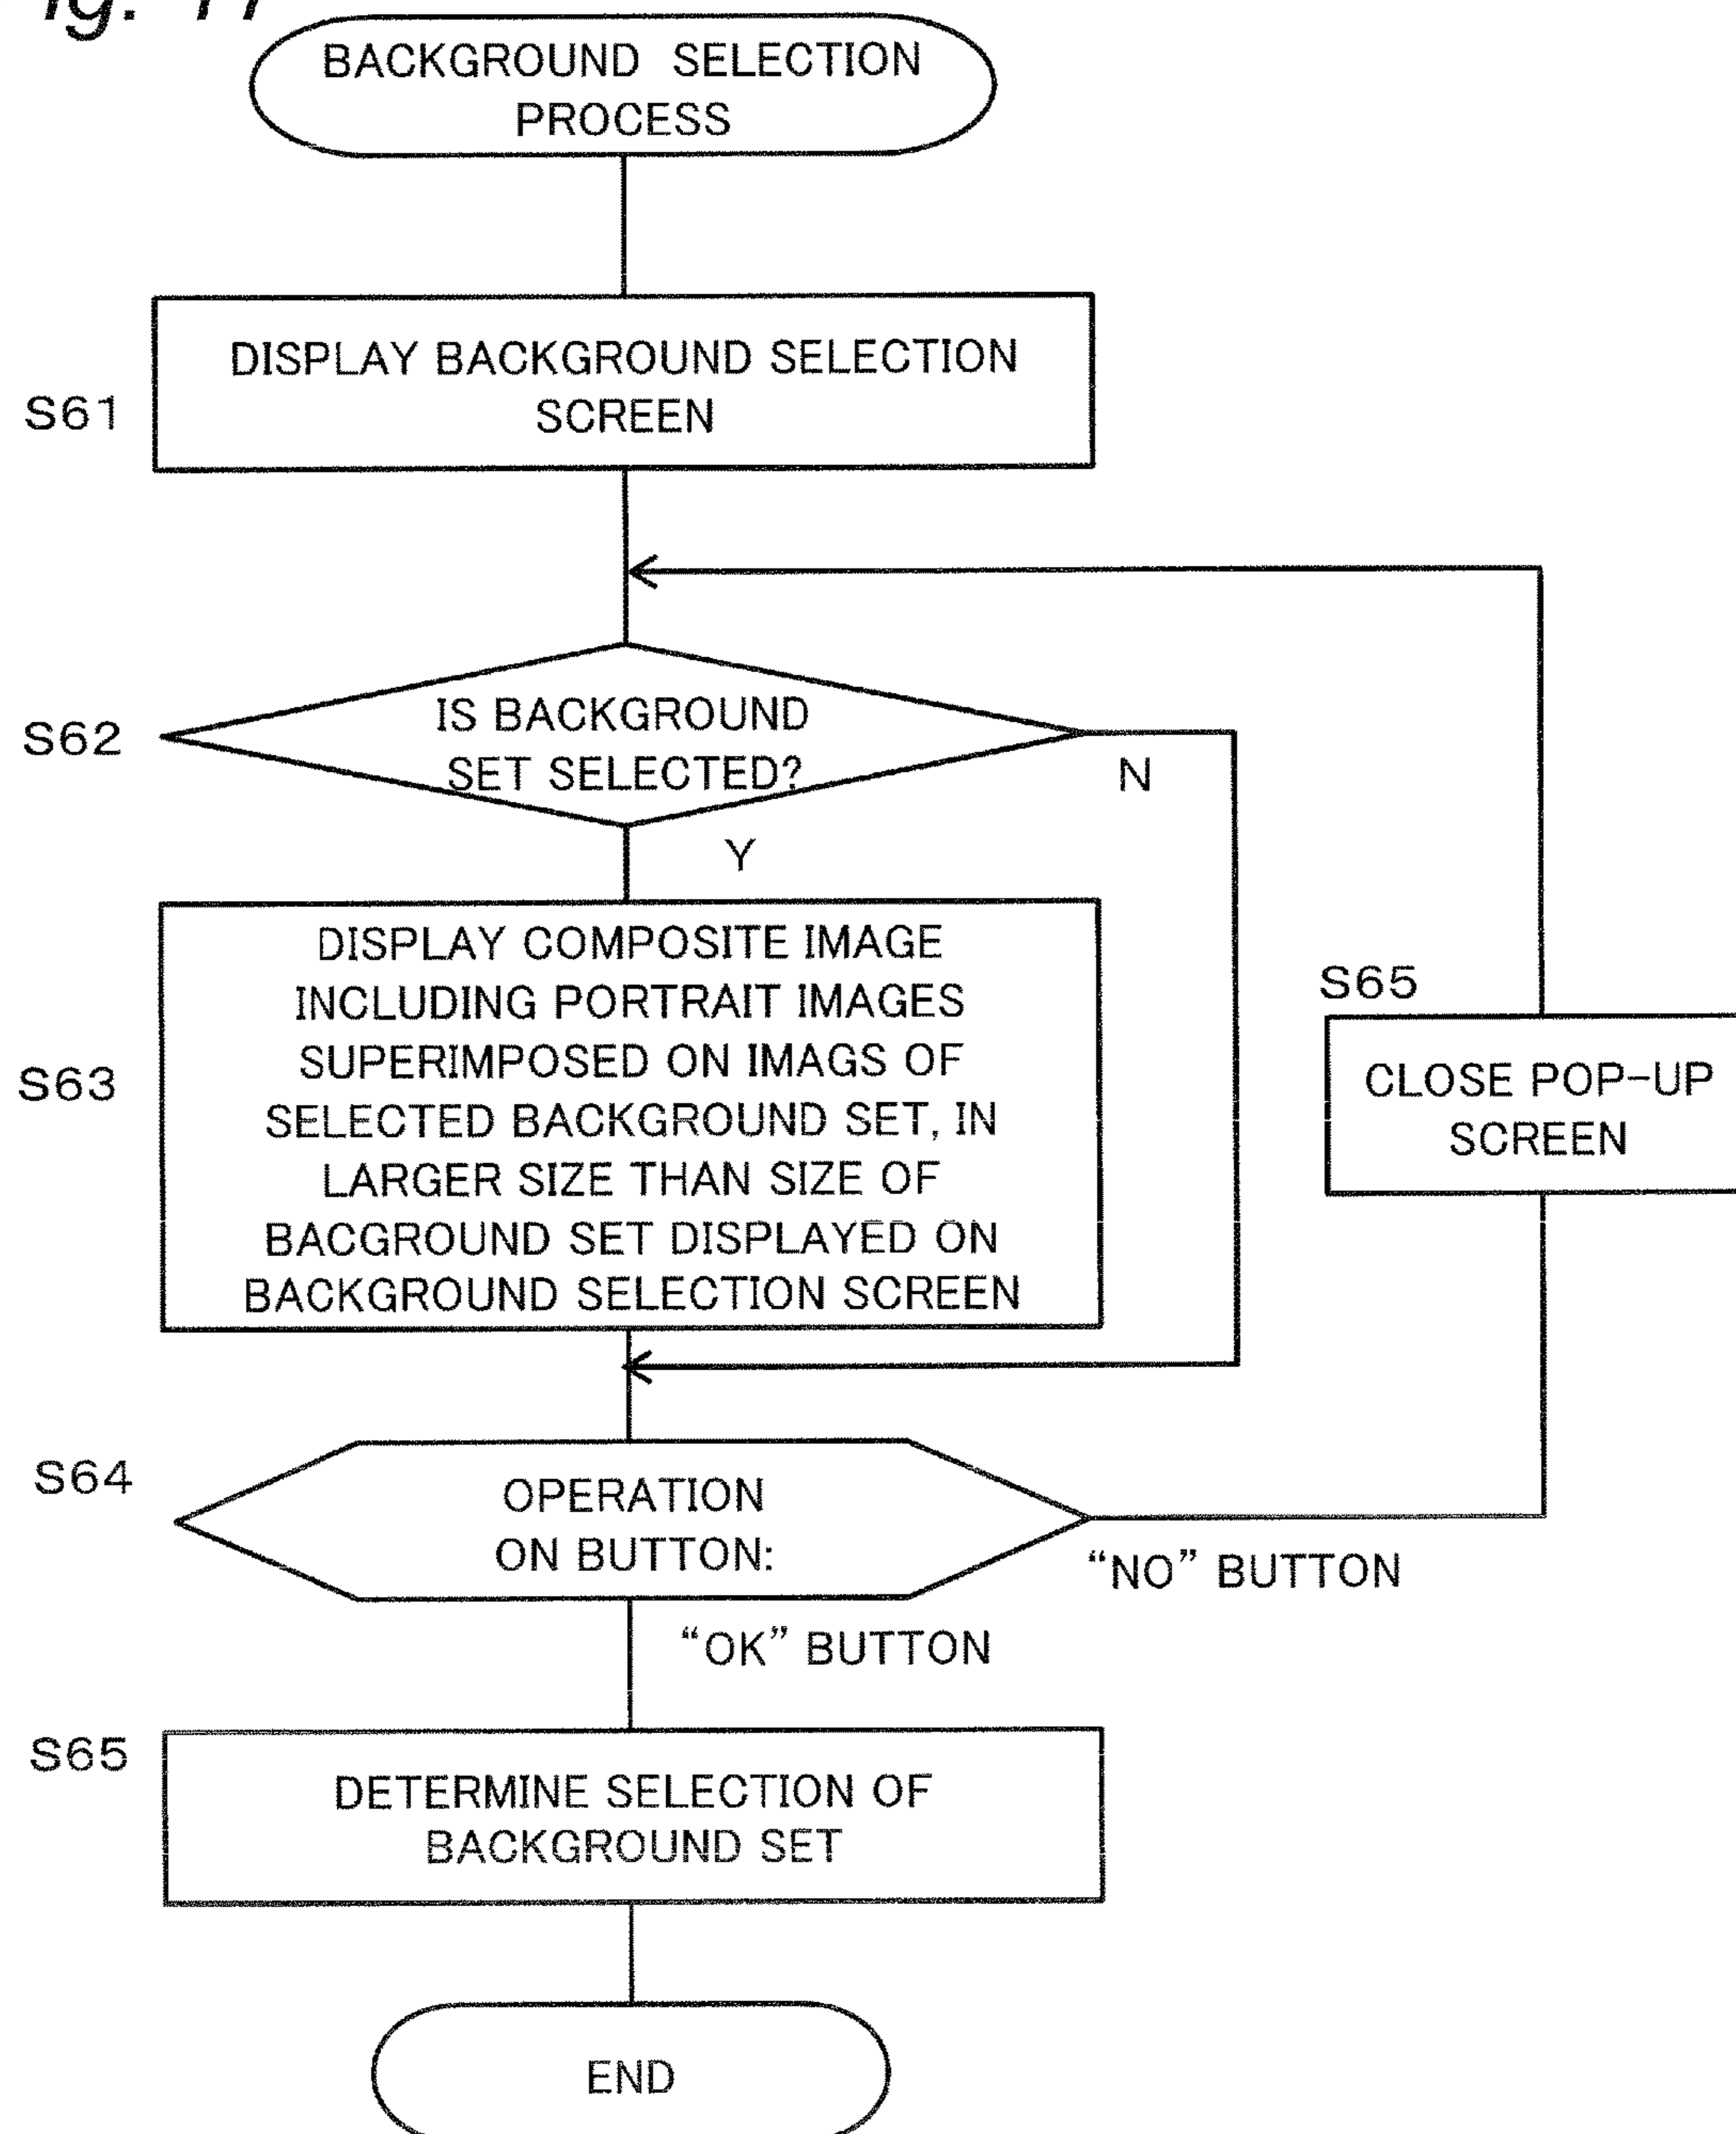 BACKGROUND SELECTION
PROCESS
DISPLAY BACKGROUND SELECTION
SCREEN
S61
IS BACKGROUND
SET SELECTED?
S62
N
Y
DISPLAY COMPOSITE IMAGE
INCLUDING PORTRAIT IMAGES
SUPERIMPOSED ON IMAGS OF
SELECTED BACKGROUND SET, IN
LARGER SIZE THAN SIZE OF
BACGROUND SET DISPLAYED ON
BACKGROUND SELECTION SCREEN
S63
S65
CLOSE POP-UP
SCREEN
S64
OPERATION
ON BUTTON:
“NO” BUTTON
“OK” BUTTON
S65
DETERMINE SELECTION OF
BACKGROUND SET
END